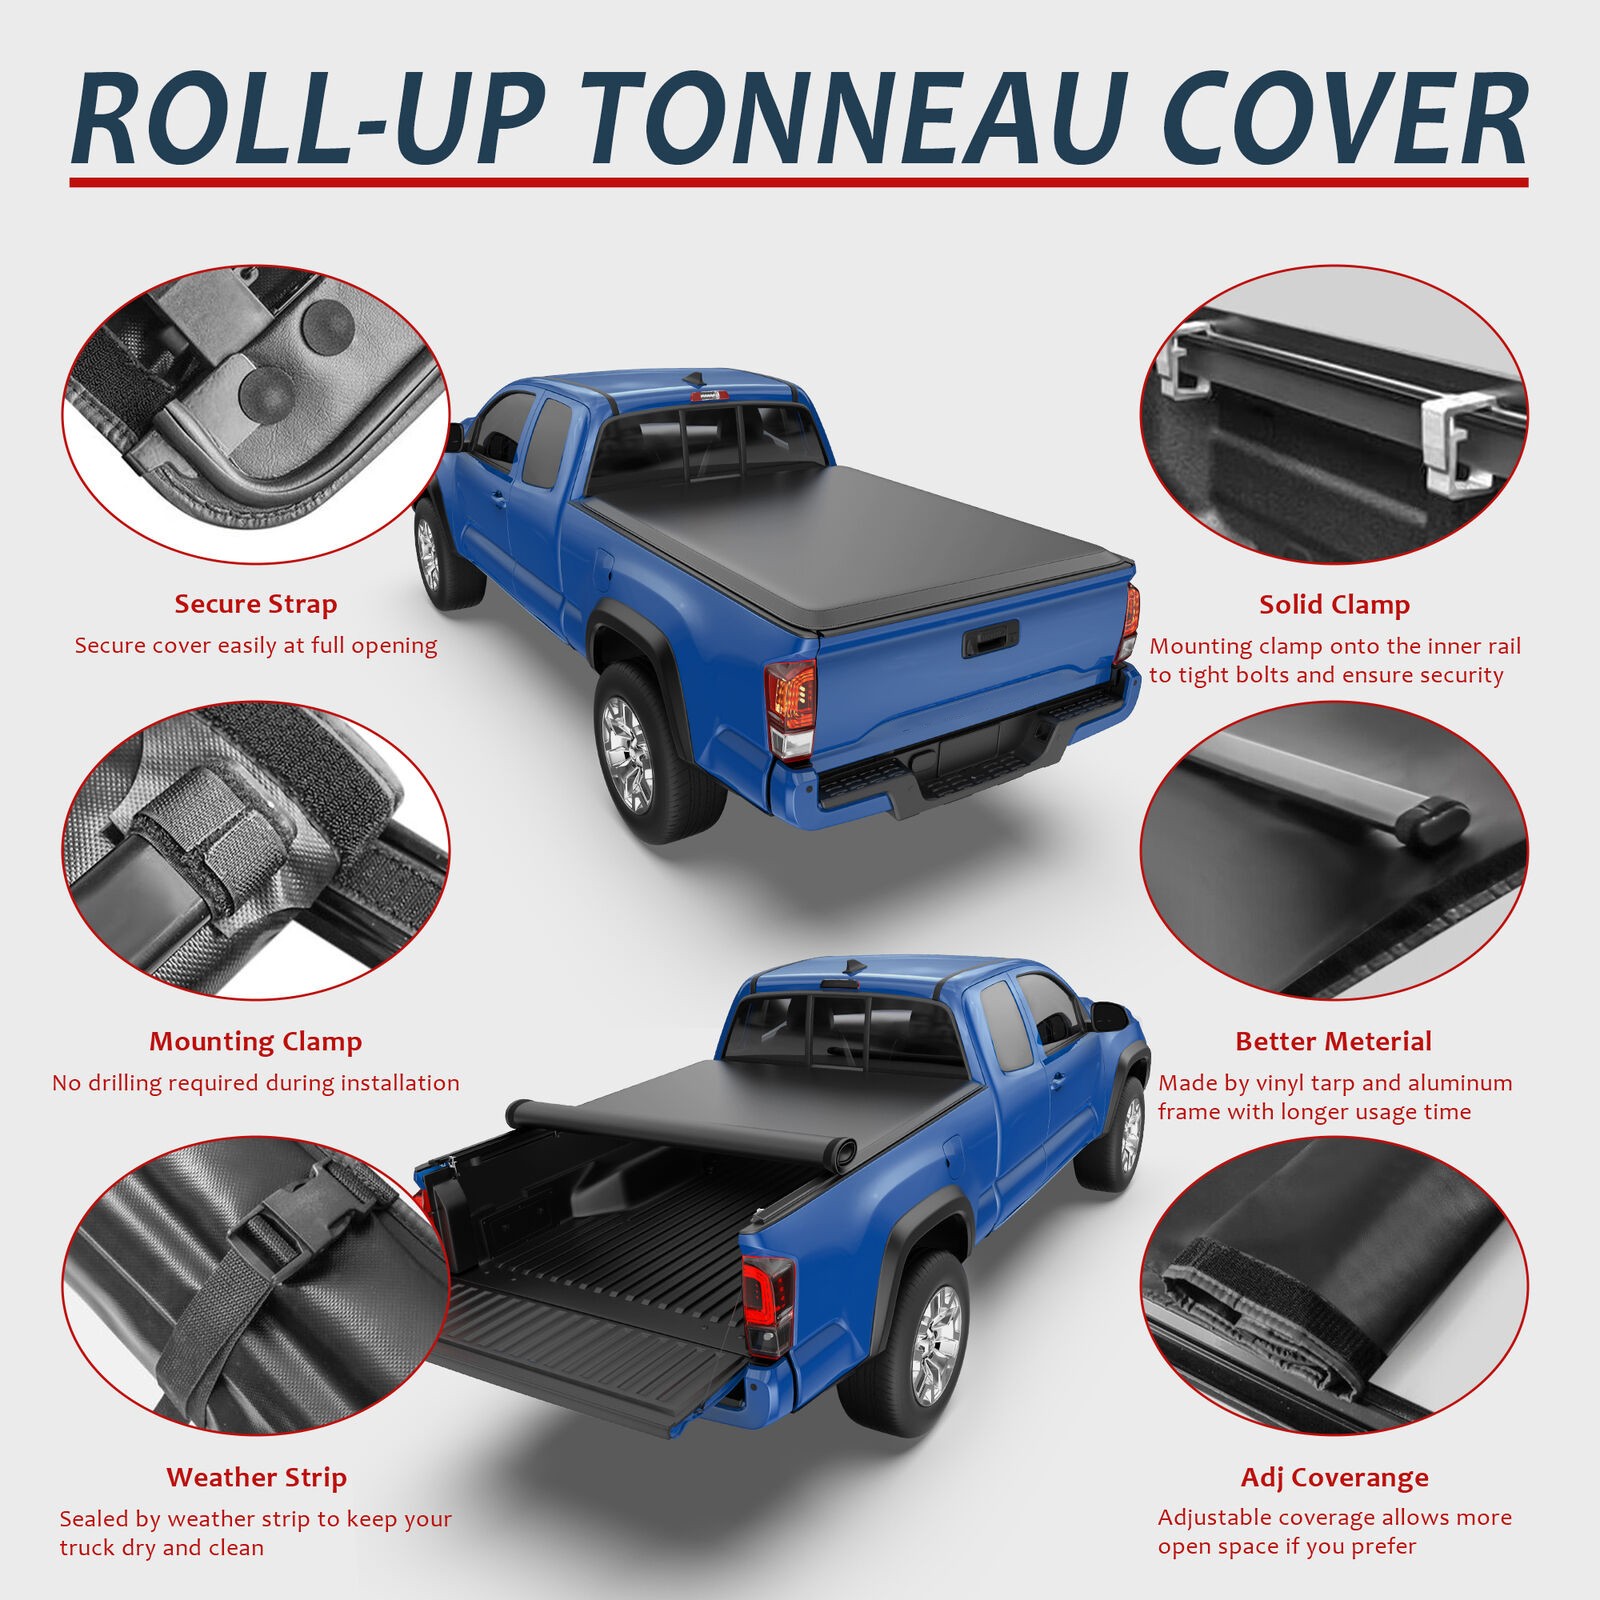 ROLL-UP TONNEAU COVER
Secure Strap
Secure cover easily at full opening
Solid Clamp
Mounting clamp onto the inner rail
to tight bolts and ensure security
Mounting Clamp
No drilling required during installation
Better Meterial
Made by vinyl tarp and aluminum
frame with longer usage time
Weather Strip
Sealed by weather strip to keep your
truck dry and clean
Adj Coverange
Adjustable coverage allows more
open space if you prefer